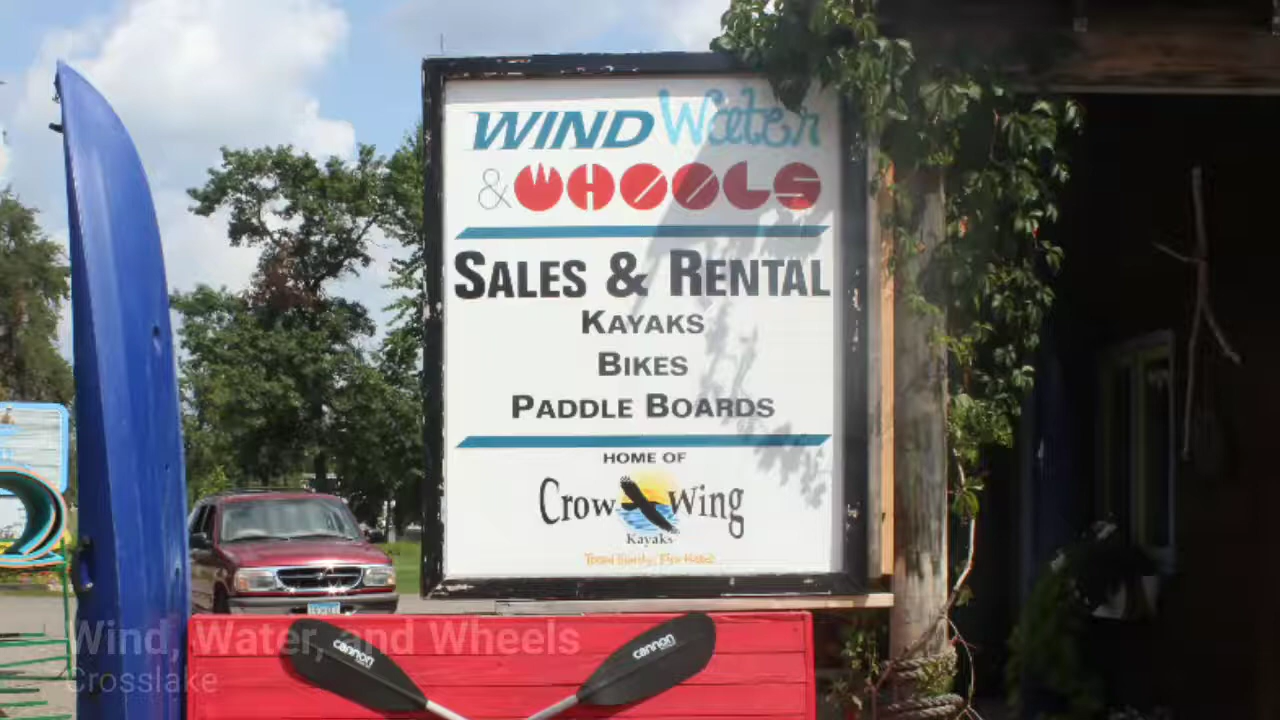 WIND Water
& WHEELS
SALES & RENTAL
KAYAKS
BIKES
PADDLE BOARDS
HOME OF
Crow Wing
Kayaks
cannon
cannon
Wind, Water, and Wheels
Crosslake